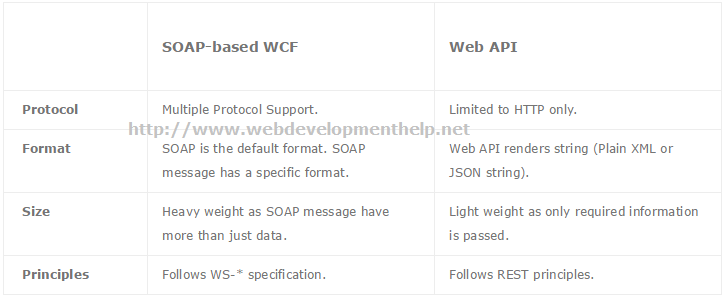 SOAP-based WCF Web API
Protocol Multiple Protocol Support. Limited to HTTP only.
http://www.webdevelopmenthelp.net
Format SOAP is the default format. SOAP Web API renders string (Plain XML or
message has a specific format. JSON string).
Size Heavy weight as SOAP message have Light weight as only required information
more than just data. is passed.
Principles Follows WS-* specification. Follows REST principles.